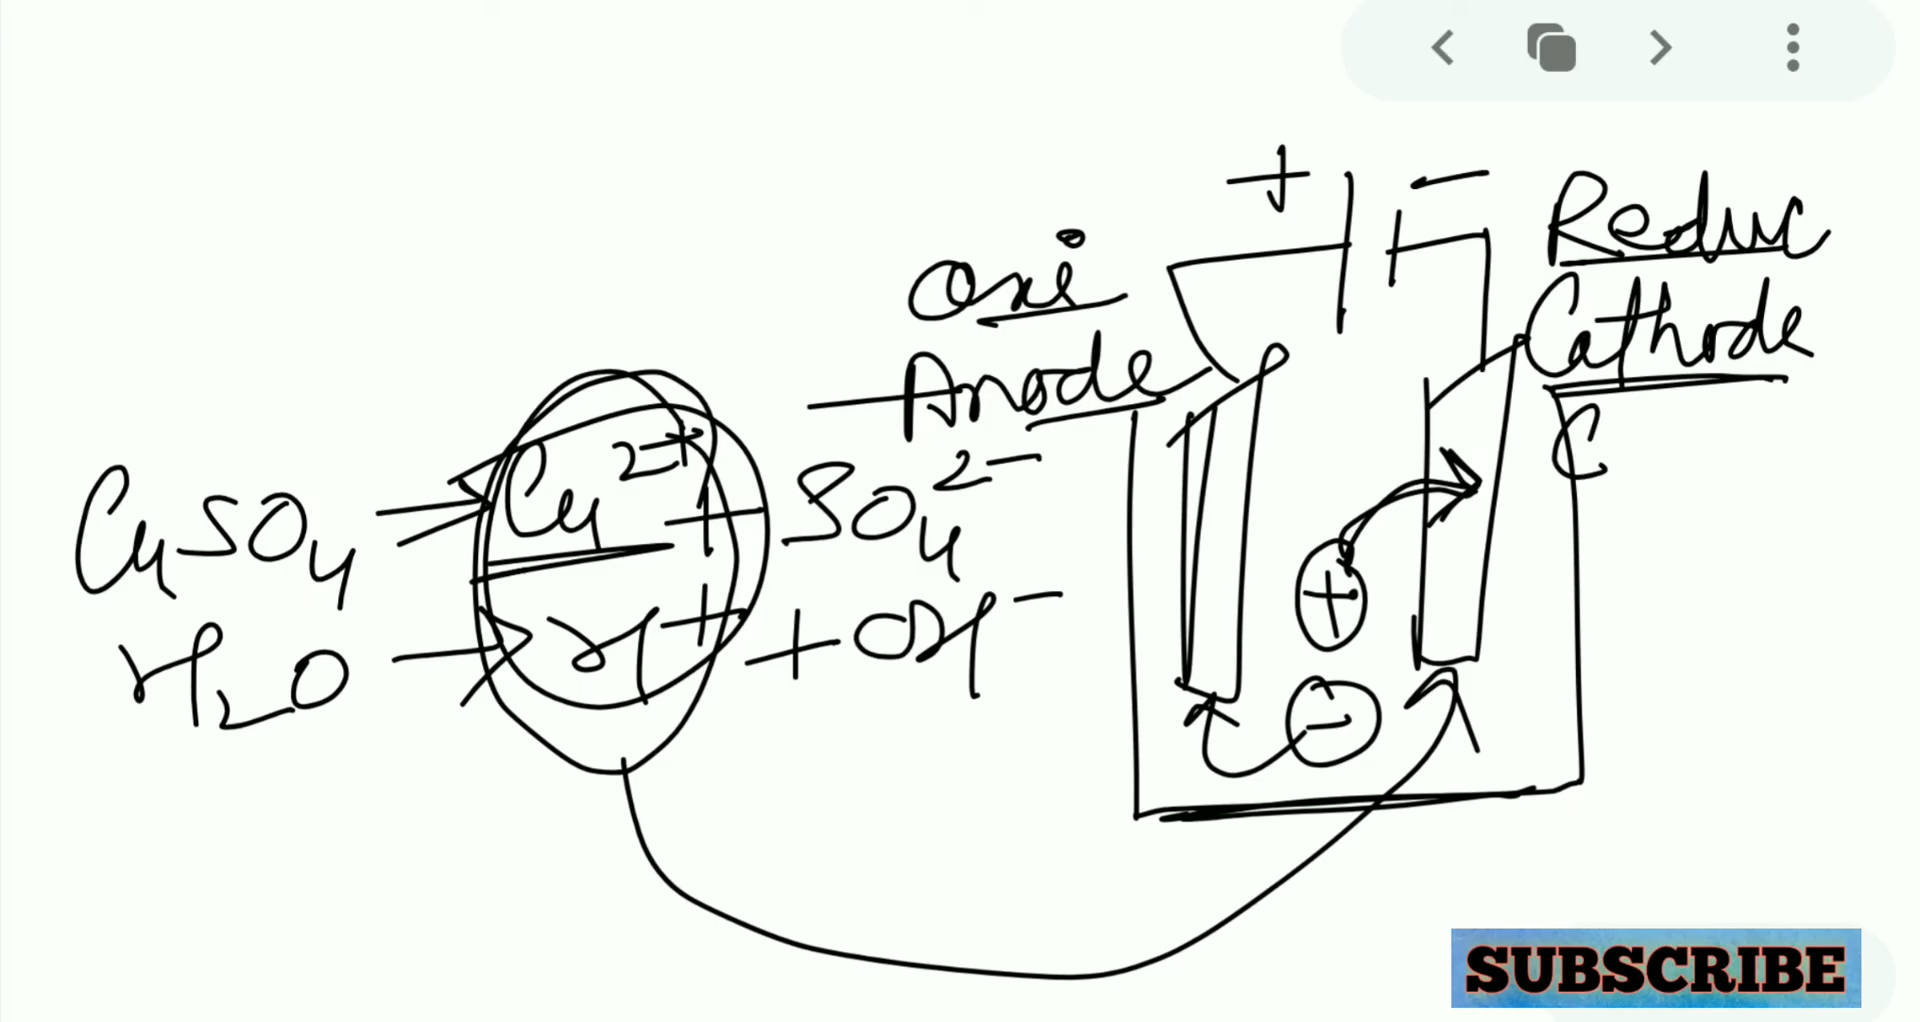 + −
Reduc
Oxi
Cathode
Anode
C
CuSO4 → Cu2+ + SO42−
H2O → H+ + OH−
+
−
SUBSCRIBE